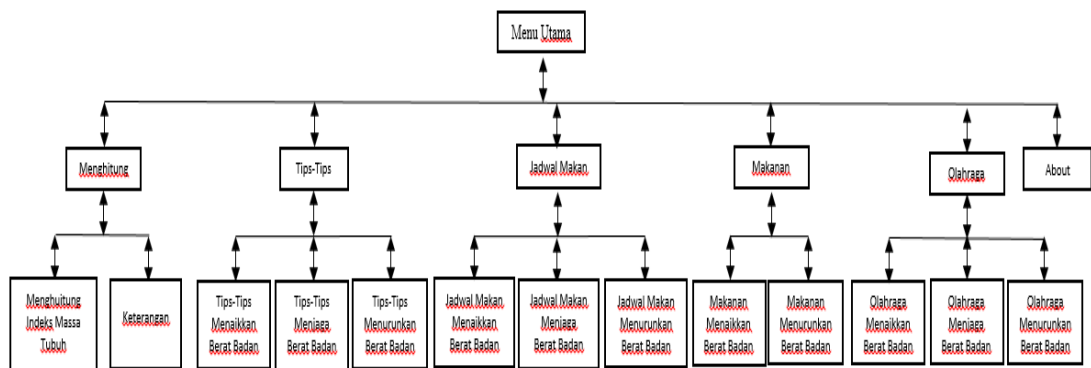 Menu Utama
Menghitung
Tips-Tips
Jadwal Makan
Makanan
Olahraga
About
Menghuitung
Indeks Massa
Tubuh
Keterangan
Tips-Tips
Menaikkan
Berat Badan
Tips-Tips
Menjaga
Berat Badan
Tips-Tips
Menurunkan
Berat Badan
Jadwal Makan
Menaikkan
Berat Badan
Jadwal Makan
Menjaga
Berat Badan
Jadwal Makan
Menurunkan
Berat Badan
Makanan
Menaikkan
Berat Badan
Makanan
Menurunkan
Berat Badan
Olahraga
Menaikkan
Berat Badan
Olahraga
Menjaga
Berat Badan
Olahraga
Menurunkan
Berat Badan